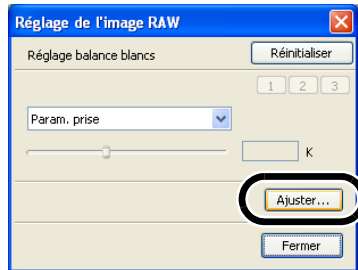 Réglage de l'image RAW
Réglage balance blancs
Réinitialiser
1 2 3
Param. prise
K
Ajuster...
Fermer